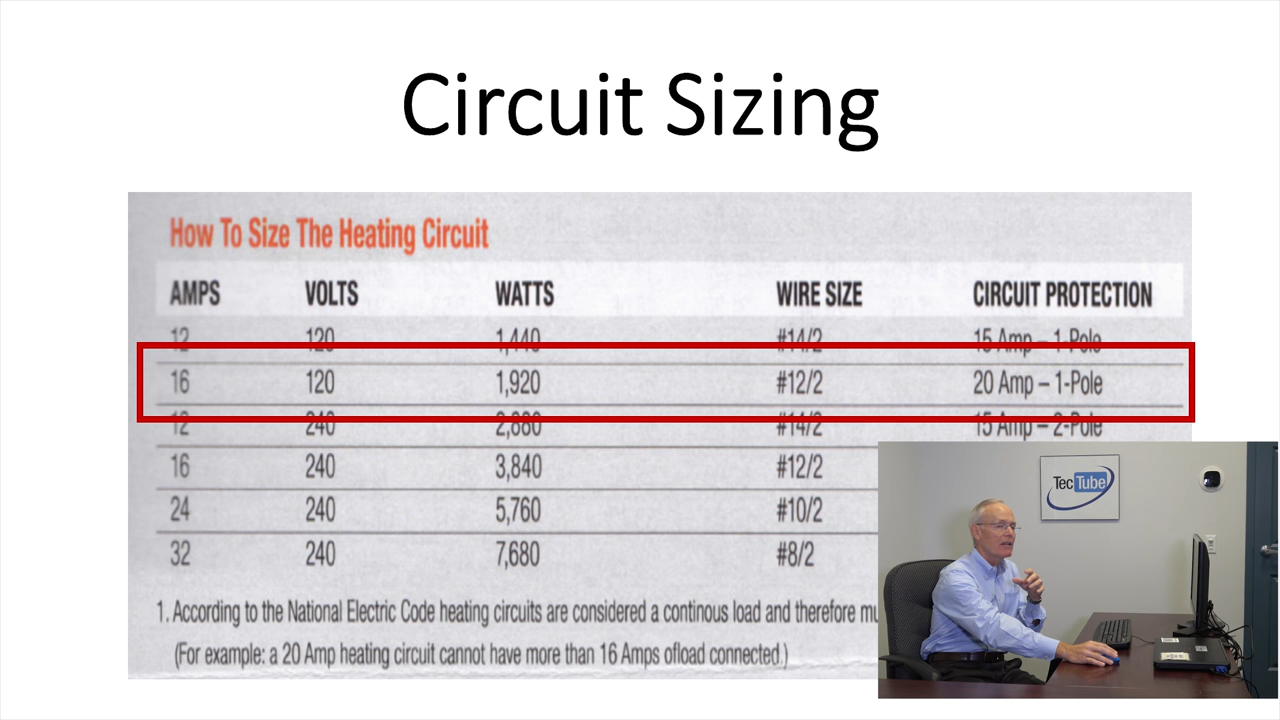 Circuit Sizing
How To Size The Heating Circuit
AMPS VOLTS WATTS WIRE SIZE CIRCUIT PROTECTION
12 120 1,440 #14/2 15 Amp – 1-Pole
16 120 1,920 #12/2 20 Amp – 1-Pole
12 240 2,880 #14/2 15 Amp – 2-Pole
16 240 3,840 #12/2
24 240 5,760 #10/2
32 240 7,680 #8/2
1. According to the National Electric Code heating circuits are considered a continous load and therefore
(For example: a 20 Amp heating circuit cannot have more than 16 Amps ofload connected.)
TecTube